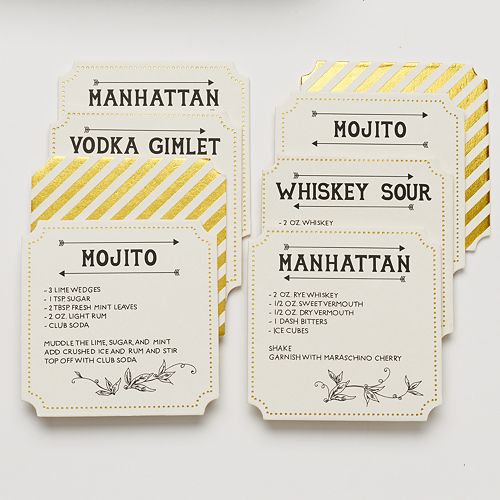 MANHATTAN
VODKA GIMLET
MOJITO
- 3 LIME WEDGES
- 1 TSP. SUGAR
- 2 TBSP. FRESH MINT LEAVES
- 2 OZ. LIGHT RUM
- CLUB SODA
MUDDLE THE LIME, SUGAR, AND MINT
ADD CRUSHED ICE AND RUM AND STIR
TOP OFF WITH CLUB SODA
MOJITO
WHISKEY SOUR
- 2 OZ. WHISKEY
MANHATTAN
- 2 OZ. RYE WHISKEY
- 1/2 OZ. SWEET VERMOUTH
- 1/2 OZ. DRY VERMOUTH
- 1 DASH BITTERS
- ICE CUBES
SHAKE
GARNISH WITH MARASCHINO CHERRY